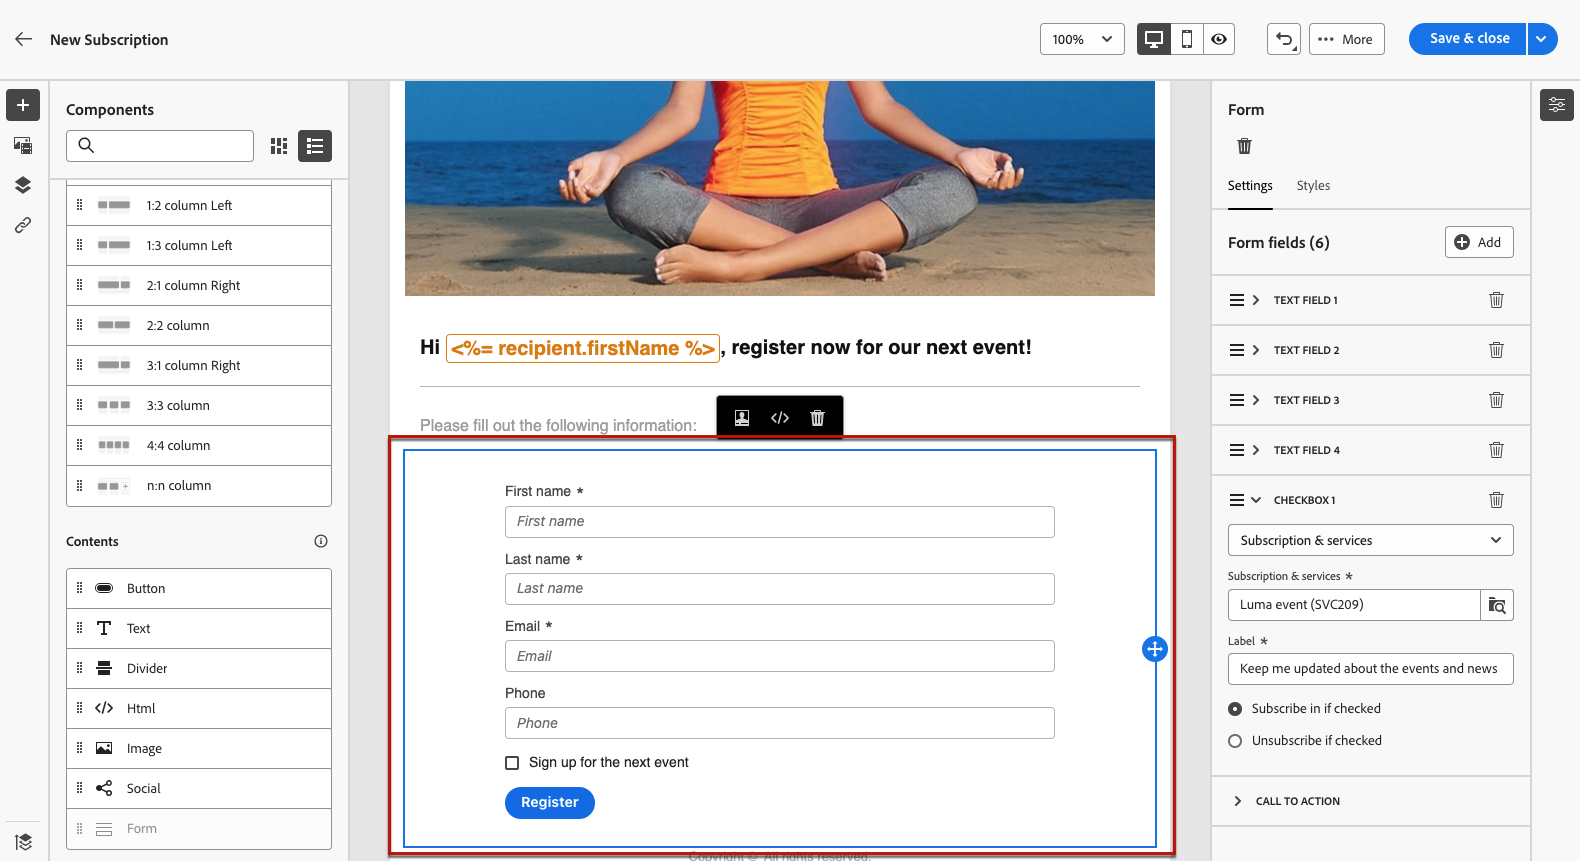 New Subscription
100%
More
Save & close
Components
1:2 column Left
1:3 column Left
2:1 column Right
2:2 column
3:1 column Right
3:3 column
4:4 column
n:n column
Contents
Button
Text
Divider
Html
Image
Social
Form
Hi <%= recipient.firstName %>, register now for our next event!
Please fill out the following information:
First name *
First name
Last name *
Last name
Email *
Email
Phone
Phone
Sign up for the next event
Register
Copyright © All rights reserved.
Form
Settings Styles
Form fields (6)
Add
TEXT FIELD 1
TEXT FIELD 2
TEXT FIELD 3
TEXT FIELD 4
CHECKBOX 1
Subscription & services
Subscription & services *
Luma event (SVC209)
Label *
Keep me updated about the events and news
Subscribe in if checked
Unsubscribe if checked
CALL TO ACTION